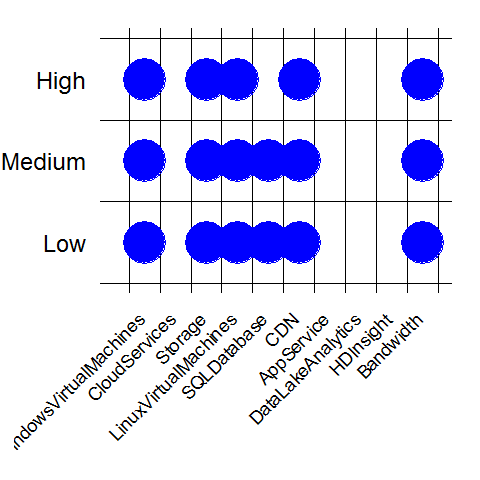 High
Medium
Low
ndowsVirtualMachines
CloudServices
Storage
LinuxVirtualMachines
SQLDatabase
CDN
AppService
DataLakeAnalytics
HDInsight
Bandwidth